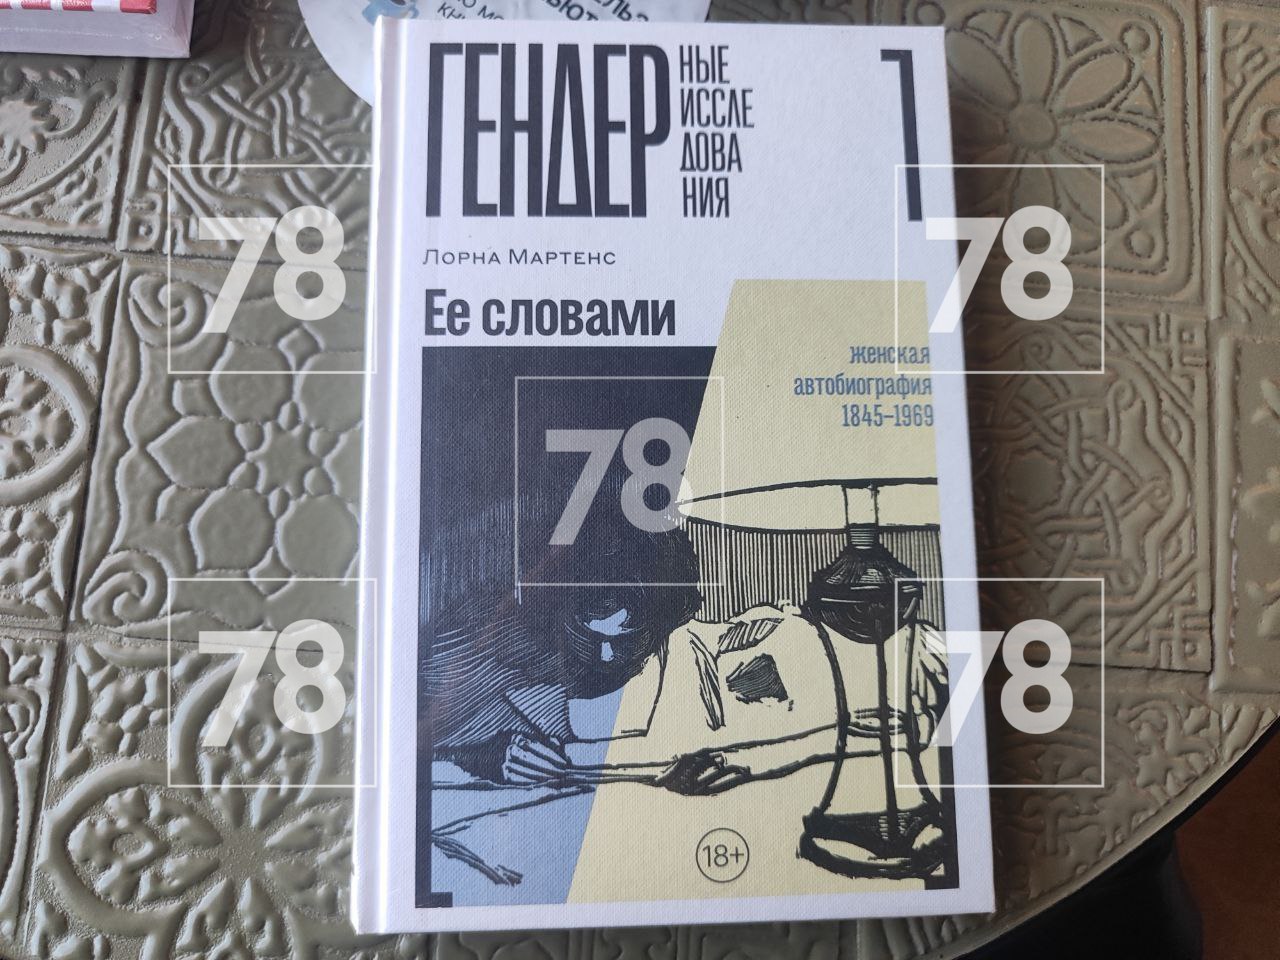 ГЕНДЕР
НЫЕ
ИССЛЕ
ДОВА
НИЯ
Лорна Мартенс
Ее словами
женская
автобиография
1845–1969
18+
78
78
78
78
78